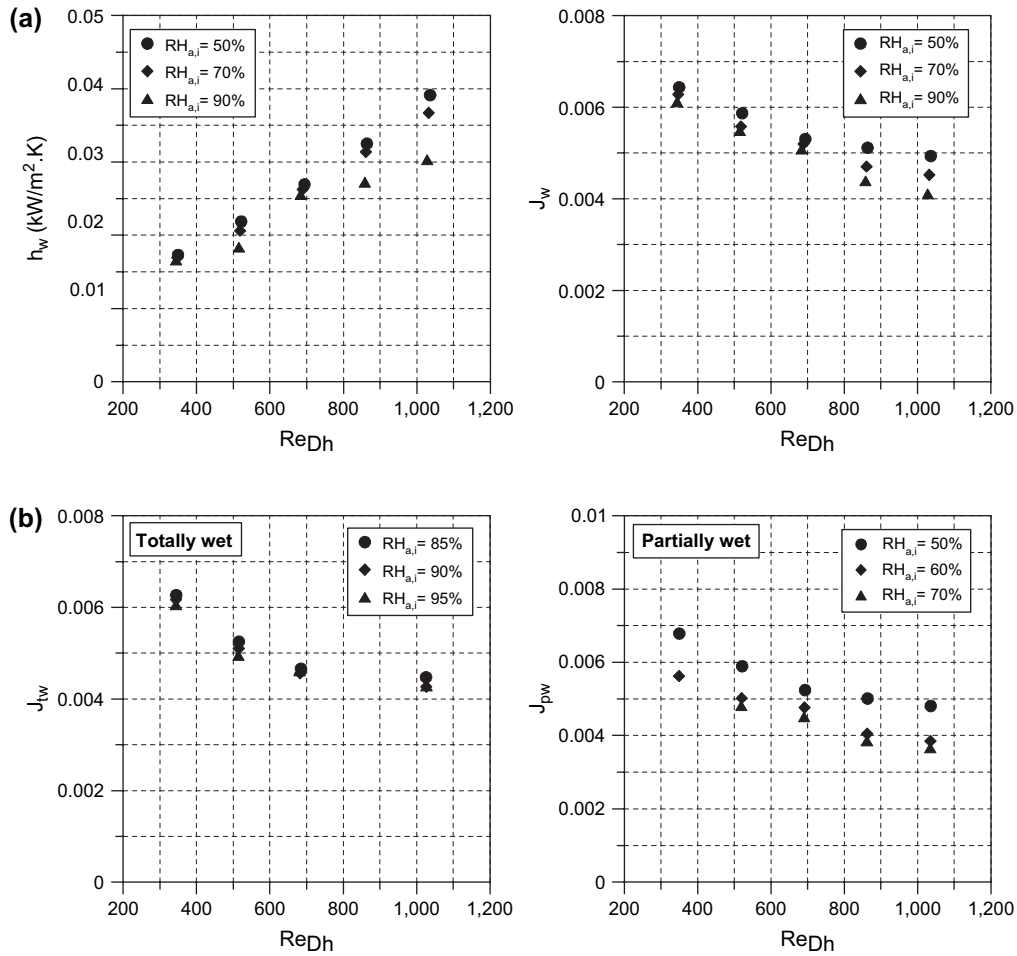 (a)
0.05
0.04
0.03
0.02
0.01
0
h_w (kW/m².K)
RH_a,i= 50%
RH_a,i= 70%
RH_a,i= 90%
200 400 600 800 1,000 1,200
Re_Dh
0.008
0.006
0.004
0.002
0
J_w
RH_a,i= 50%
RH_a,i= 70%
RH_a,i= 90%
200 400 600 800 1,000 1,200
Re_Dh
(b)
0.008
0.006
0.004
0.002
0
J_tw
Totally wet
RH_a,i= 85%
RH_a,i= 90%
RH_a,i= 95%
200 400 600 800 1,000 1,200
Re_Dh
0.01
0.008
0.006
0.004
0.002
0
J_pw
Partially wet
RH_a,i= 50%
RH_a,i= 60%
RH_a,i= 70%
200 400 600 800 1,000 1,200
Re_Dh